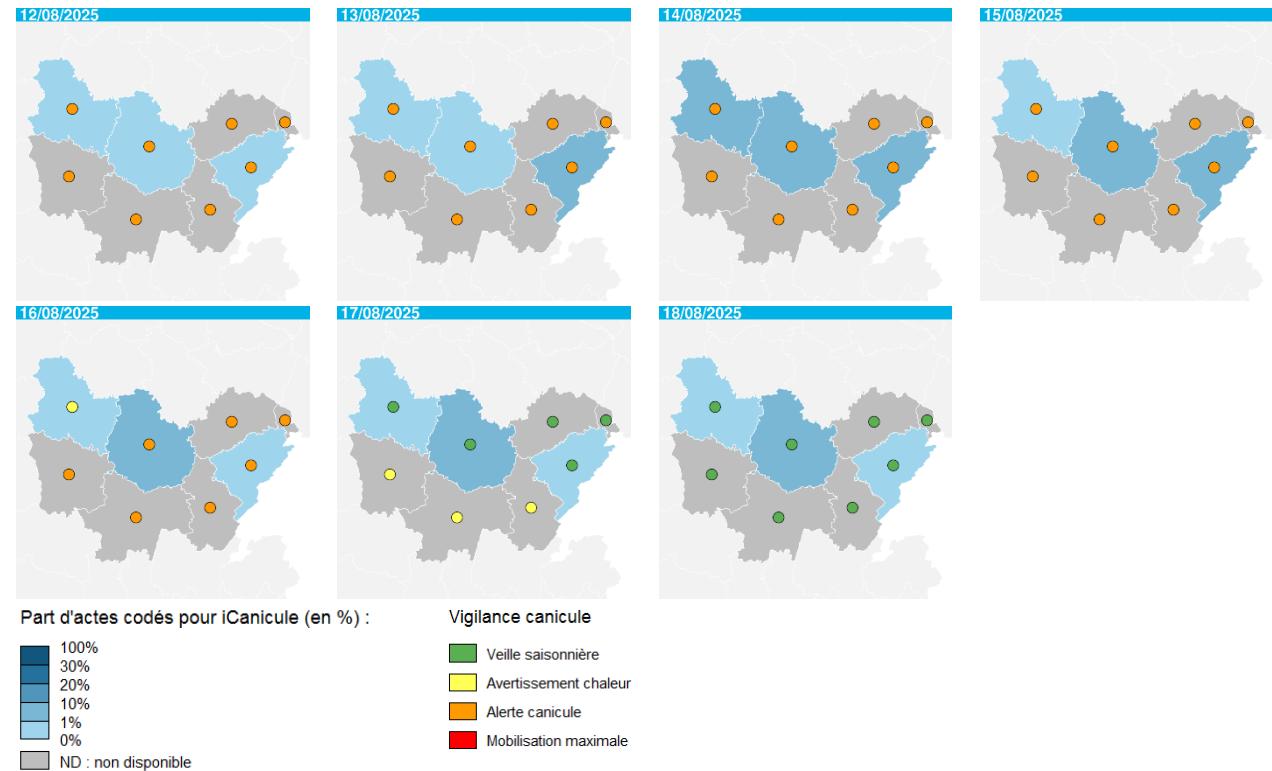 12/08/2025
13/08/2025
14/08/2025
15/08/2025
16/08/2025
17/08/2025
18/08/2025
Part d'actes codés pour iCanicule (en %) :
100%
30%
20%
10%
1%
0%
ND : non disponible
Vigilance canicule
Veille saisonnière
Avertissement chaleur
Alerte canicule
Mobilisation maximale